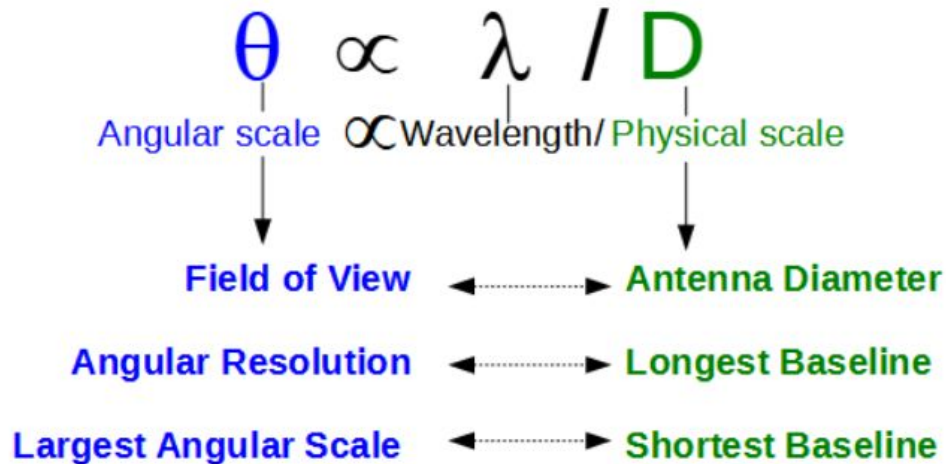 θ ∝ λ / D
Angular scale ∝ Wavelength/ Physical scale
Field of View Antenna Diameter
Angular Resolution Longest Baseline
Largest Angular Scale Shortest Baseline